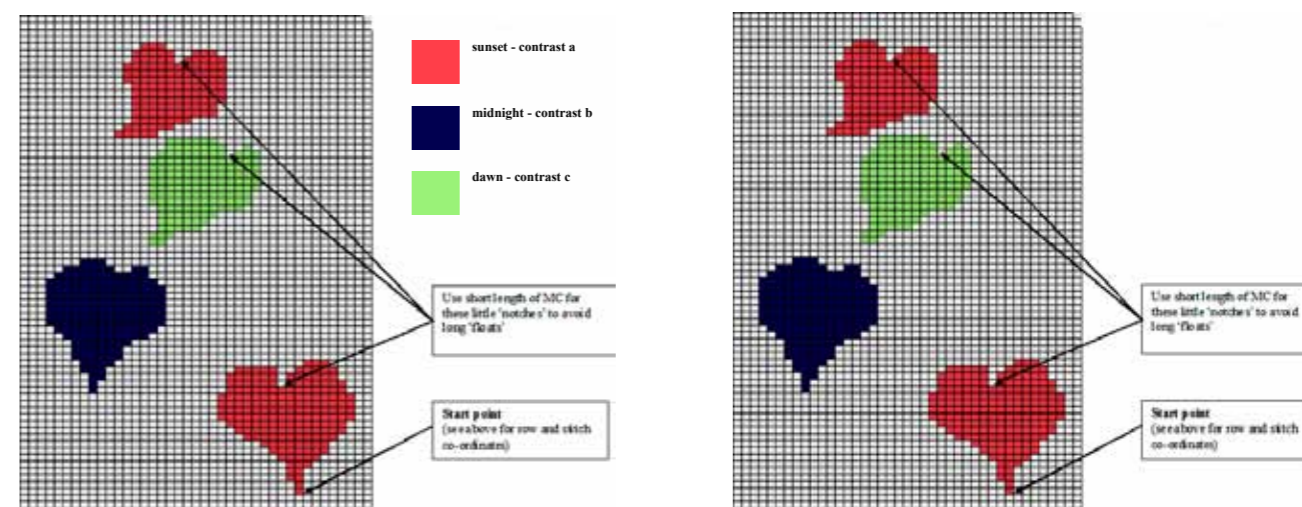 sunset - contrast a
midnight - contrast b
dawn - contrast c
Use short length of MC for
these little 'notches' to avoid
long 'floats'
Start point
(see above for row and stitch
co-ordinates)
Use short length of MC for
these little 'notches' to avoid
long 'floats'
Start point
(see above for row and stitch
co-ordinates)